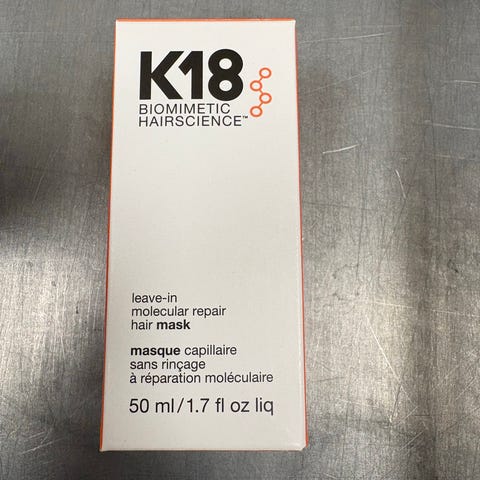 K18
BIOMIMETIC
HAIRSCIENCE™
leave-in
molecular repair
hair mask
masque capillaire
sans rinçage
à réparation moléculaire
50 ml/1.7 fl oz liq